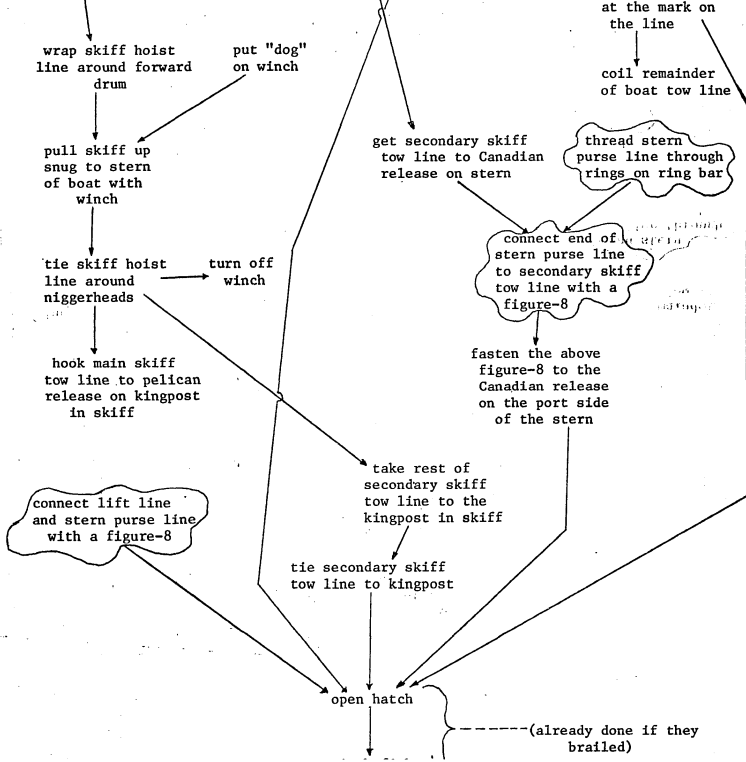 at the mark on
the line
wrap skiff hoist
line around forward
drum
put "dog"
on winch
coil remainder
of boat tow line
pull skiff up
snug to stern
of boat with
winch
get secondary skiff
tow line to Canadian
release on stern
thread stern
purse line through
rings on ring bar
connect end of
stern purse line
to secondary skiff
tow line with a
figure-8
tie skiff hoist
line around
niggerheads
turn off
winch
hook main skiff
tow line to pelican
release on kingpost
in skiff
fasten the above
figure-8 to the
Canadian release
on the port side
of the stern
take rest of
secondary skiff
tow line to the
kingpost in skiff
connect lift line
and stern purse line
with a figure-8
tie secondary skiff
tow line to kingpost
open hatch
(already done if they
brailed)